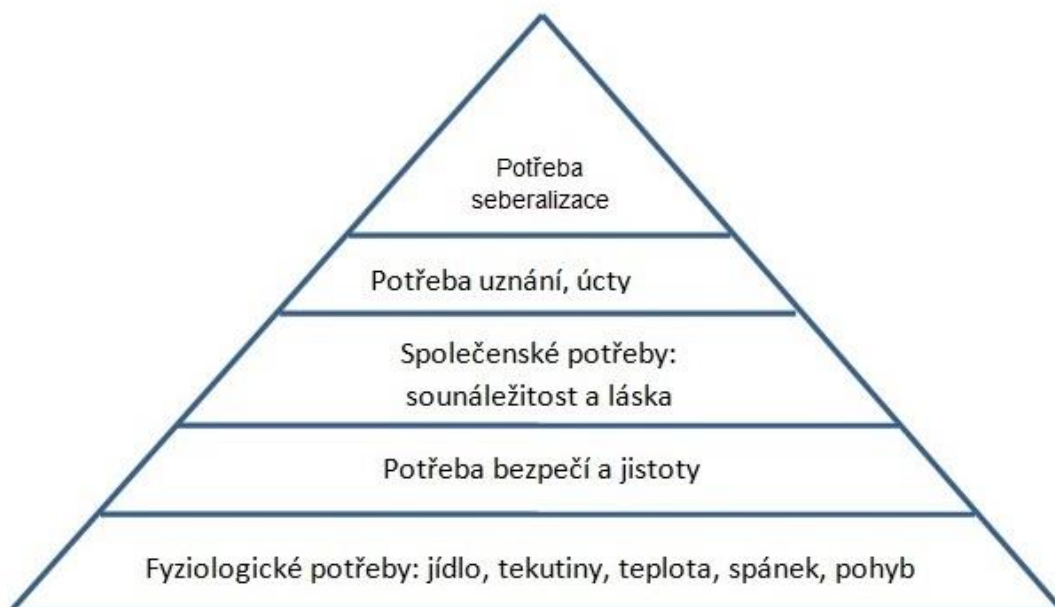 Potřeba
seberalizace
Potřeba uznání, úcty
Společenské potřeby:
sounáležitost a láska
Potřeba bezpečí a jistoty
Fyziologické potřeby: jídlo, tekutiny, teplota, spánek, pohyb